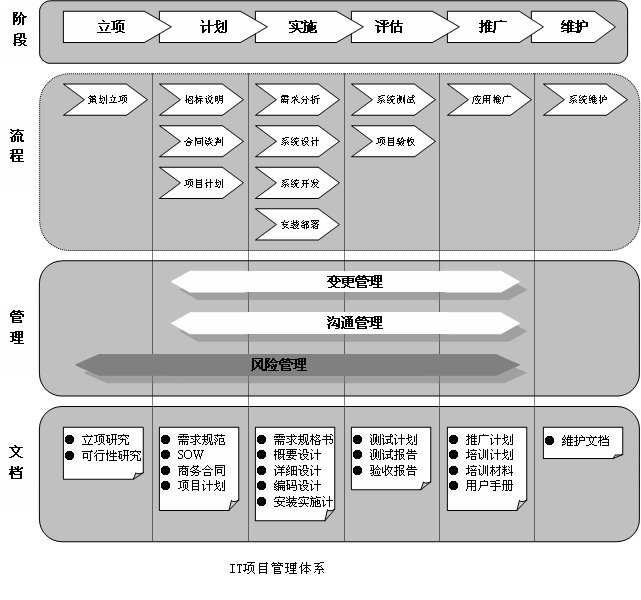 阶段
立项 计划 实施 评估 推广 维护
流程
策划立项 招标说明 需求分析 系统测试 应用推广 系统维护
合同谈判 系统设计 项目验收
项目计划 系统开发
安装部署
管理
变更管理
沟通管理
风险管理
文档
立项研究
可行性研究
需求规范
SOW
商务合同
项目计划
需求规格书
概要设计
详细设计
编码设计
安装实施计
测试计划
测试报告
验收报告
推广计划
培训计划
培训材料
用户手册
维护文档
IT项目管理体系